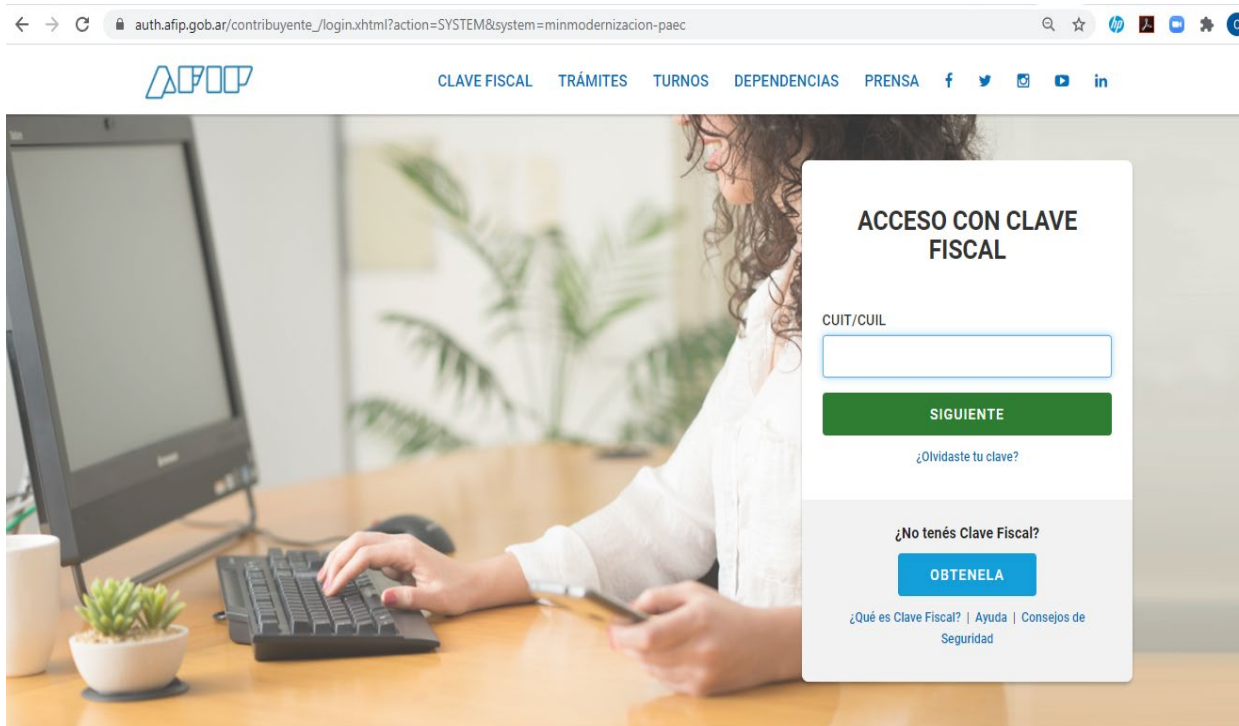 auth.afip.gob.ar/contribuyente_/login.xhtml?action=SYSTEM&system=minmodernizacion-paec
AFIP
CLAVE FISCAL TRÁMITES TURNOS DEPENDENCIAS PRENSA f in
ACCESO CON CLAVE
FISCAL
CUIT/CUIL
SIGUIENTE
¿Olvidaste tu clave?
¿No tenés Clave Fiscal?
OBTENELA
¿Qué es Clave Fiscal? | Ayuda | Consejos de
Seguridad